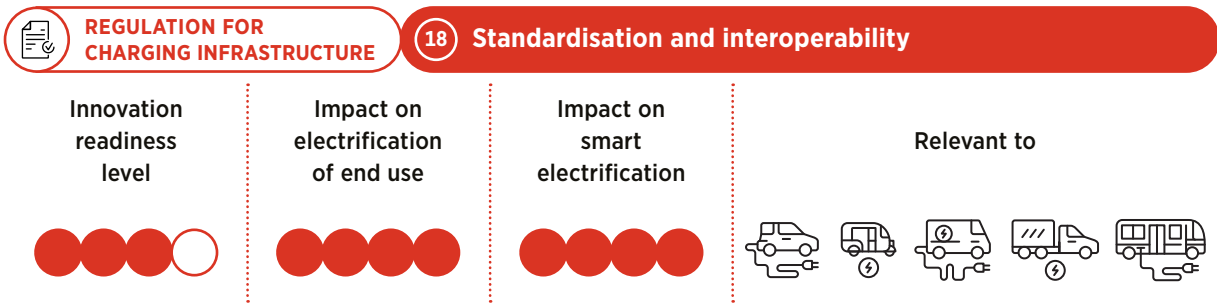 REGULATION FOR
CHARGING INFRASTRUCTURE
18 Standardisation and interoperability
Innovation
readiness
level
Impact on
electrification
of end use
Impact on
smart
electrification
Relevant to